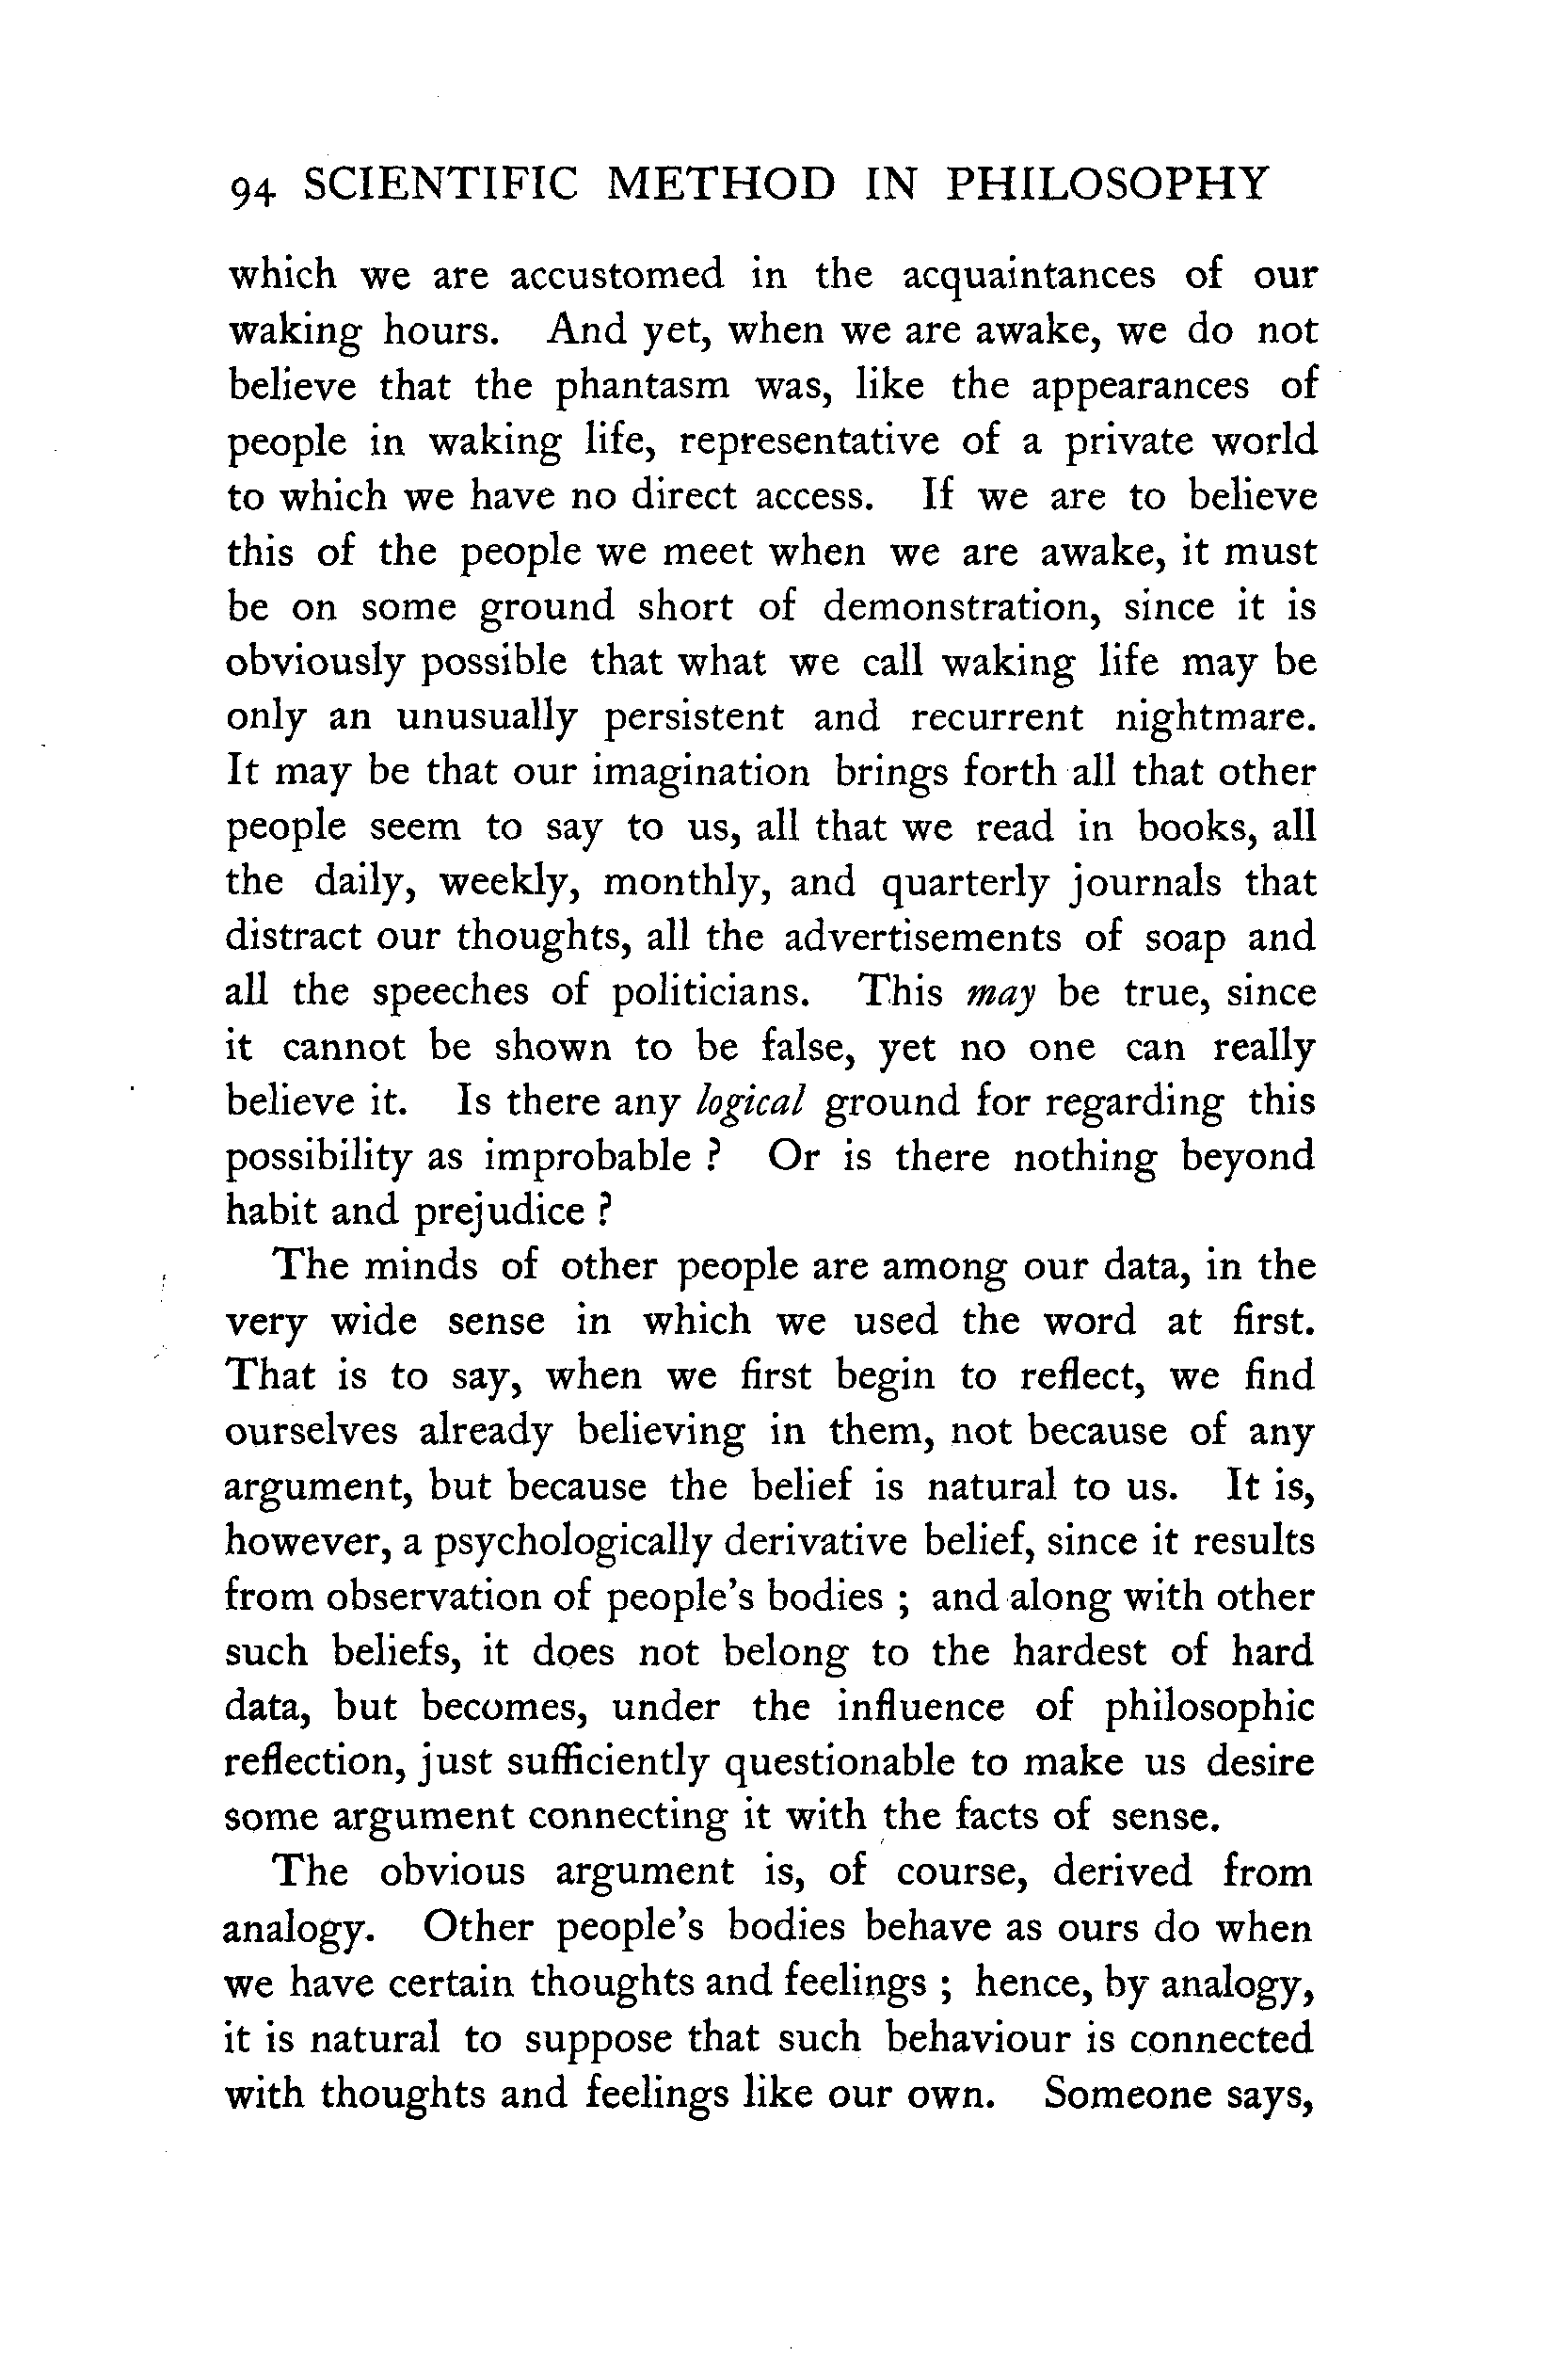 94 SCIENTIFIC METHOD IN PHILOSOPHY
which we are accustomed in the acquaintances of our
waking hours. And yet, when we are awake, we do not
believe that the phantasm was, like the appearances of
people in waking life, representative of a private world
to which we have no direct access. If we are to believe
this of the people we meet when we are awake, it must
be on some ground short of demonstration, since it is
obviously possible that what we call waking life may be
only an unusually persistent and recurrent nightmare.
It may be that our imagination brings forth all that other
people seem to say to us, all that we read in books, all
the daily, weekly, monthly, and quarterly journals that
distract our thoughts, all the advertisements of soap and
all the speeches of politicians. This may be true, since
it cannot be shown to be false, yet no one can really
believe it. Is there any logical ground for regarding this
possibility as improbable ? Or is there nothing beyond
habit and prejudice ?
The minds of other people are among our data, in the
very wide sense in which we used the word at first.
That is to say, when we first begin to reflect, we find
ourselves already believing in them, not because of any
argument, but because the belief is natural to us. It is,
however, a psychologically derivative belief, since it results
from observation of people's bodies ; and along with other
such beliefs, it does not belong to the hardest of hard
data, but becomes, under the influence of philosophic
reflection, just sufficiently questionable to make us desire
some argument connecting it with the facts of sense.
The obvious argument is, of course, derived from
analogy. Other people's bodies behave as ours do when
we have certain thoughts and feelings ; hence, by analogy,
it is natural to suppose that such behaviour is connected
with thoughts and feelings like our own. Someone says,